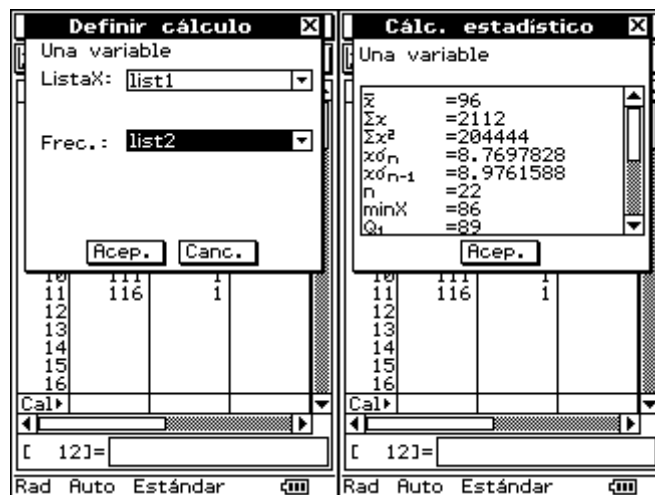 Definir cálculo
Una variable
ListaX: list1
Frec.: list2
Acep. Canc.
10 111 1
11 116 1
12
13
14
15
16
Cal
[ 12]=
Rad Auto Estándar
Cálc. estadístico
Una variable
x̄ =96
Σx =2112
Σx² =204444
xσn =8.7697828
xσn-1 =8.9761588
n =22
minX =86
Q1 =89
Acep.
10 111 1
11 116 1
12
13
14
15
16
Cal
[ 12]=
Rad Auto Estándar